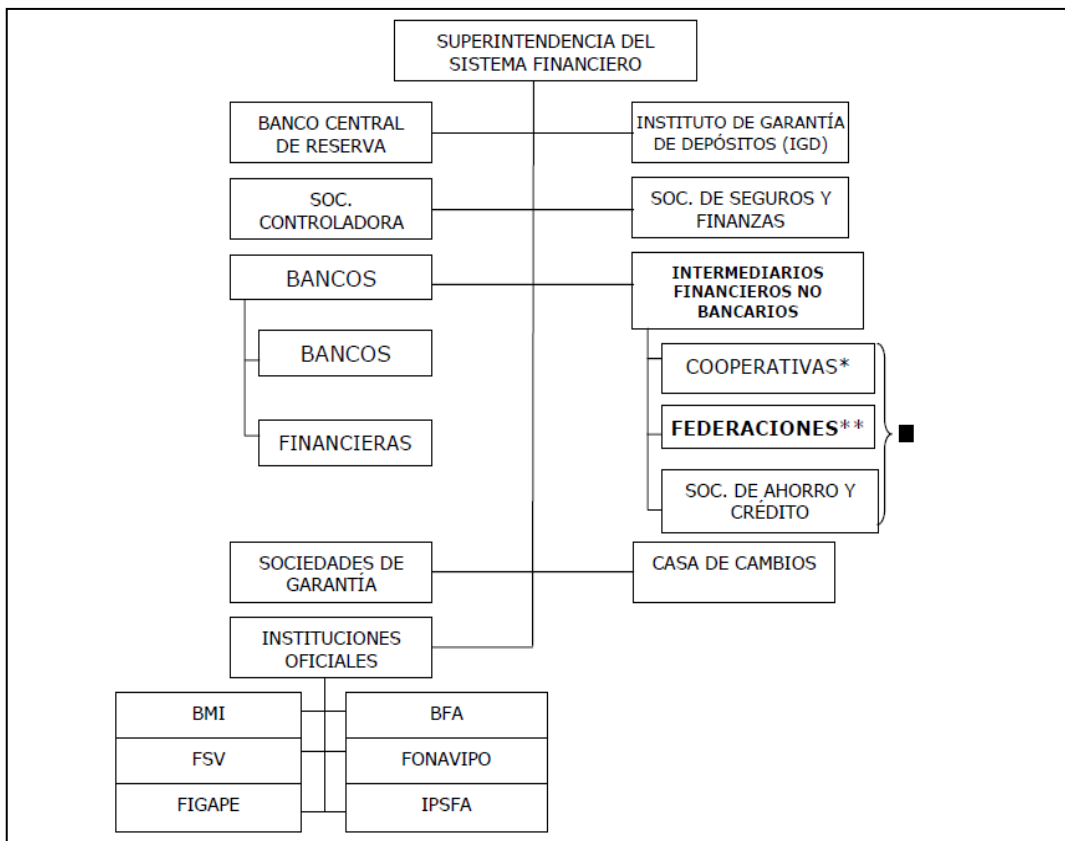 SUPERINTENDENCIA DEL
SISTEMA FINANCIERO
BANCO CENTRAL
DE RESERVA
INSTITUTO DE GARANTÍA
DE DEPÓSITOS (IGD)
SOC.
CONTROLADORA
SOC. DE SEGUROS Y
FINANZAS
BANCOS
INTERMEDIARIOS
FINANCIEROS NO
BANCARIOS
BANCOS
COOPERATIVAS*
FINANCIERAS
FEDERACIONES**
SOC. DE AHORRO Y
CRÉDITO
SOCIEDADES DE
GARANTÍA
CASA DE CAMBIOS
INSTITUCIONES
OFICIALES
BMI
BFA
FSV
FONAVIPO
FIGAPE
IPSFA